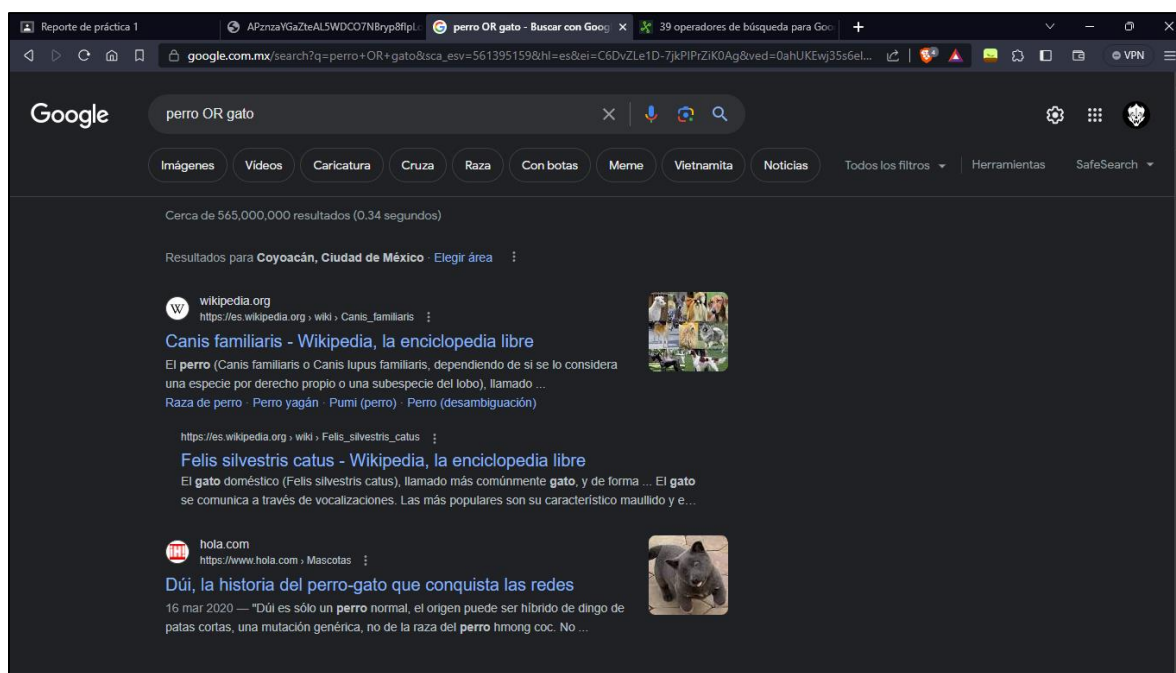 Reporte de práctica 1
APznzaYGaZteAL5WDCO7NBryp8flpL
perro OR gato - Buscar con Goog
39 operadores de búsqueda para Goo
google.com.mx/search?q=perro+OR+gato&sca_esv=561395159&hl=es&ei=C6DvZLe1D-7jkPIPrZiK0Ag&ved=0ahUKEwj35s6el...
VPN
Google
perro OR gato
Imágenes
Vídeos
Caricatura
Cruza
Raza
Con botas
Meme
Vietnamita
Noticias
Todos los filtros
Herramientas
SafeSearch
Cerca de 565,000,000 resultados (0.34 segundos)
Resultados para Coyoacán, Ciudad de México · Elegir área
W
wikipedia.org
https://es.wikipedia.org › wiki › Canis_familiaris
Canis familiaris - Wikipedia, la enciclopedia libre
El perro (Canis familiaris o Canis lupus familiaris, dependiendo de si se lo considera
una especie por derecho propio o una subespecie del lobo), llamado ...
Raza de perro · Perro yagán · Pumi (perro) · Perro (desambiguación)
https://es.wikipedia.org › wiki › Felis_silvestris_catus
Felis silvestris catus - Wikipedia, la enciclopedia libre
El gato doméstico (Felis silvestris catus), llamado más comúnmente gato, y de forma ... El gato
se comunica a través de vocalizaciones. Las más populares son su característico maullido y e...
hola.com
https://www.hola.com › Mascotas
Dúi, la historia del perro-gato que conquista las redes
16 mar 2020 — "Dúi es sólo un perro normal, el origen puede ser híbrido de dingo de
patas cortas, una mutación genérica, no de la raza del perro hmong coc. No ...